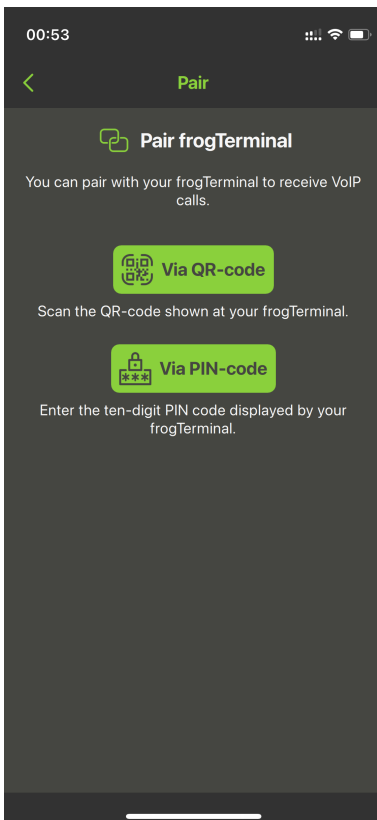 00:53
Pair
Pair frogTerminal
You can pair with your frogTerminal to receive VoIP
calls.
Via QR-code
Scan the QR-code shown at your frogTerminal.
***
Via PIN-code
Enter the ten-digit PIN code displayed by your
frogTerminal.